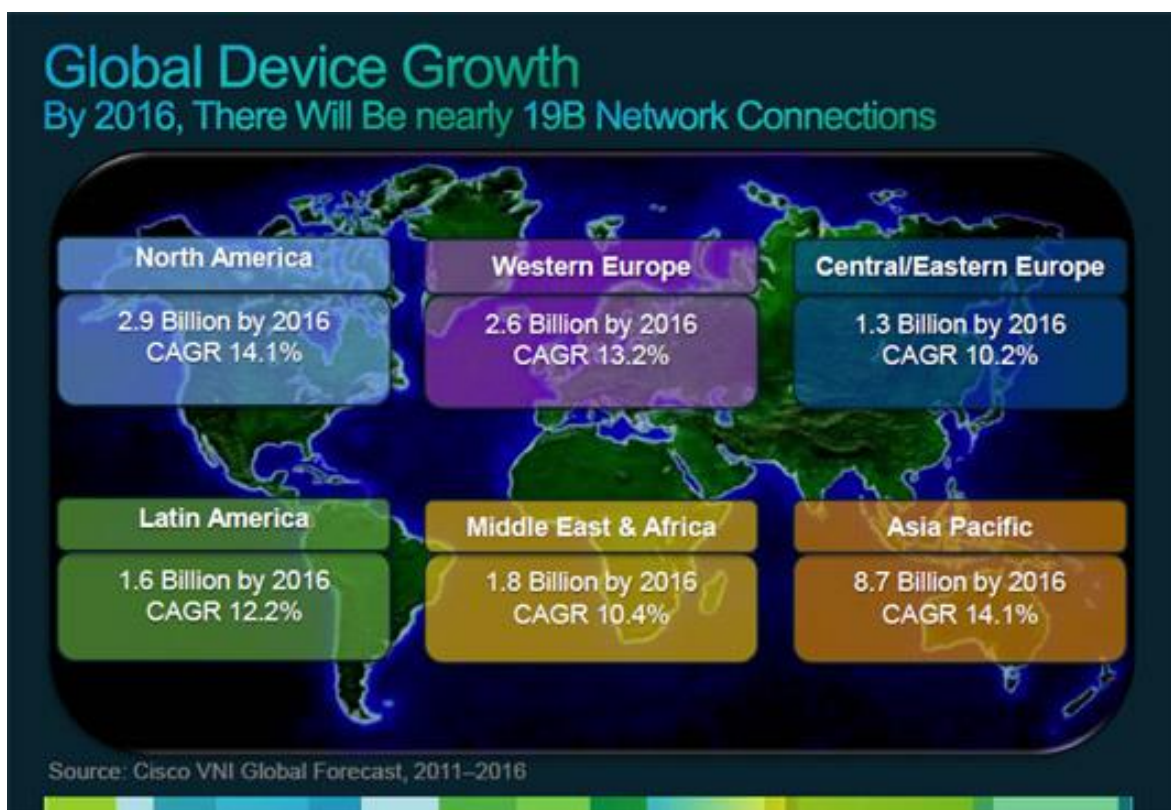 Global Device Growth
By 2016, There Will Be nearly 19B Network Connections
North America
2.9 Billion by 2016
CAGR 14.1%
Western Europe
2.6 Billion by 2016
CAGR 13.2%
Central/Eastern Europe
1.3 Billion by 2016
CAGR 10.2%
Latin America
1.6 Billion by 2016
CAGR 12.2%
Middle East & Africa
1.8 Billion by 2016
CAGR 10.4%
Asia Pacific
8.7 Billion by 2016
CAGR 14.1%
Source: Cisco VNI Global Forecast, 2011–2016